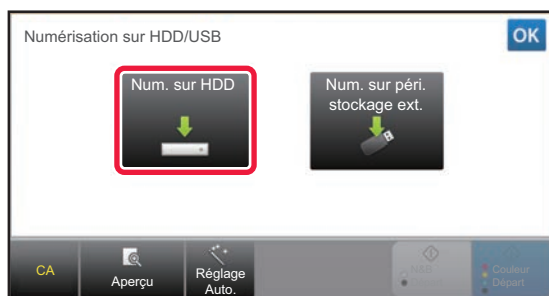 Numérisation sur HDD/USB
OK
Num. sur HDD
Num. sur péri.
stockage ext.
CA
Aperçu
Réglage
Auto.
N&B
Couleur
Départ